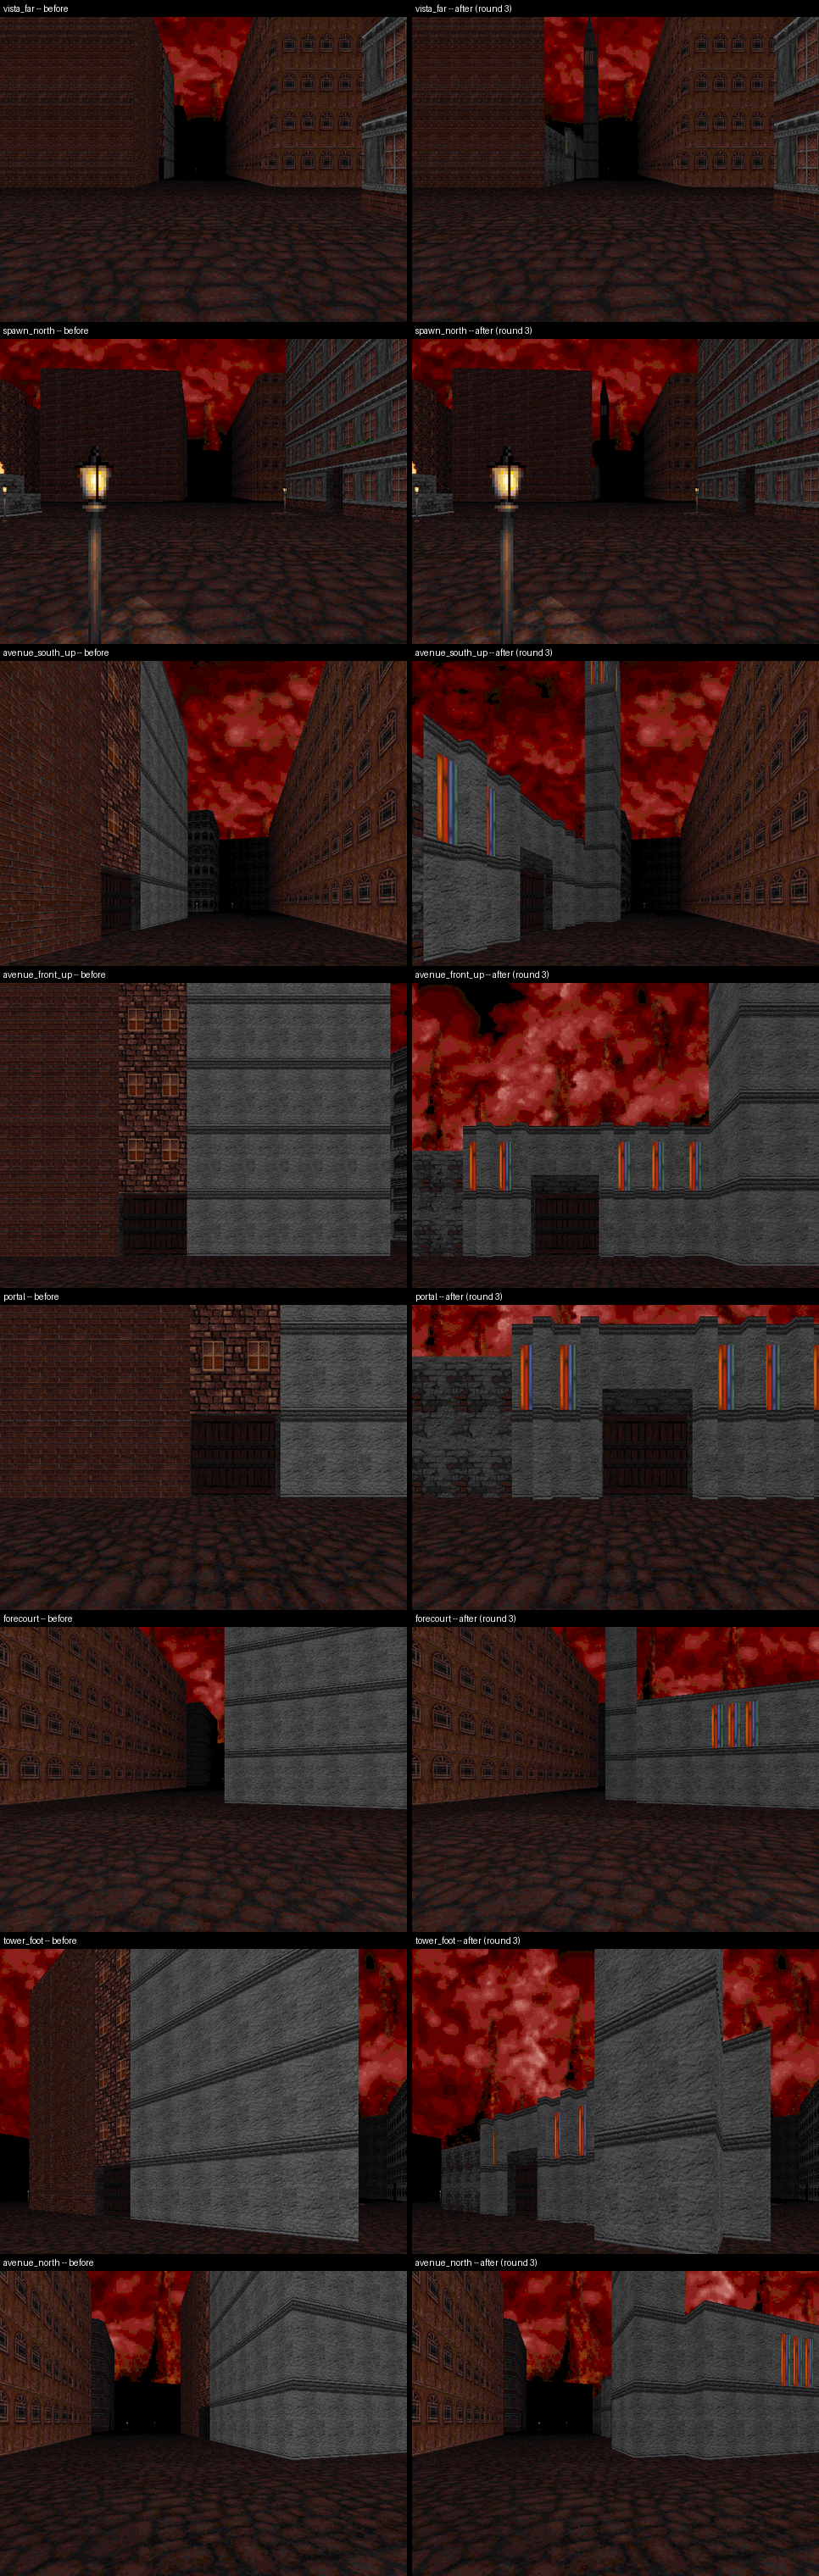 vista_far -- before
vista_far -- after (round 3)
spawn_north -- before
spawn_north -- after (round 3)
avenue_south_up -- before
avenue_south_up -- after (round 3)
avenue_front_up -- before
avenue_front_up -- after (round 3)
portal -- before
portal -- after (round 3)
forecourt -- before
forecourt -- after (round 3)
tower_foot -- before
tower_foot -- after (round 3)
avenue_north -- before
avenue_north -- after (round 3)